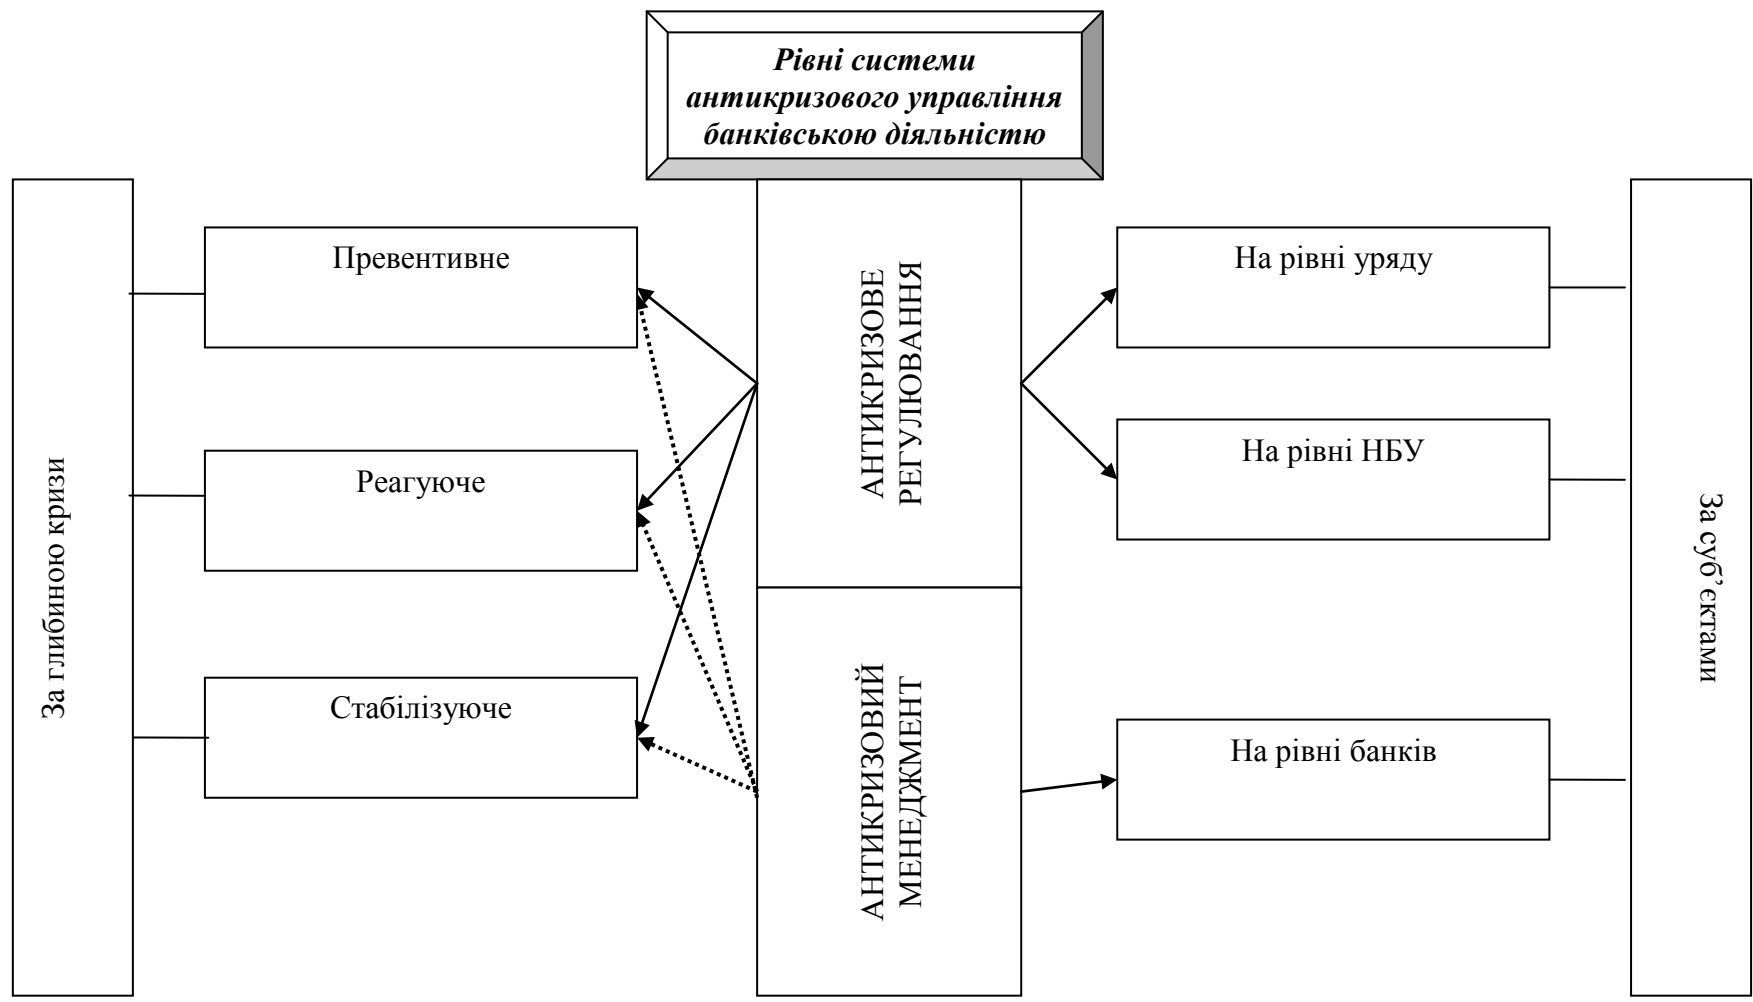 Рівні системи
антикризового управління
банківською діяльністю
За глибиною кризи
Превентивне
Реагуюче
Стабілізуюче
АНТИКРИЗОВЕ
РЕГУЛЮВАННЯ
АНТИКРИЗОВИЙ
МЕНЕДЖМЕНТ
На рівні уряду
На рівні НБУ
На рівні банків
За суб’єктами